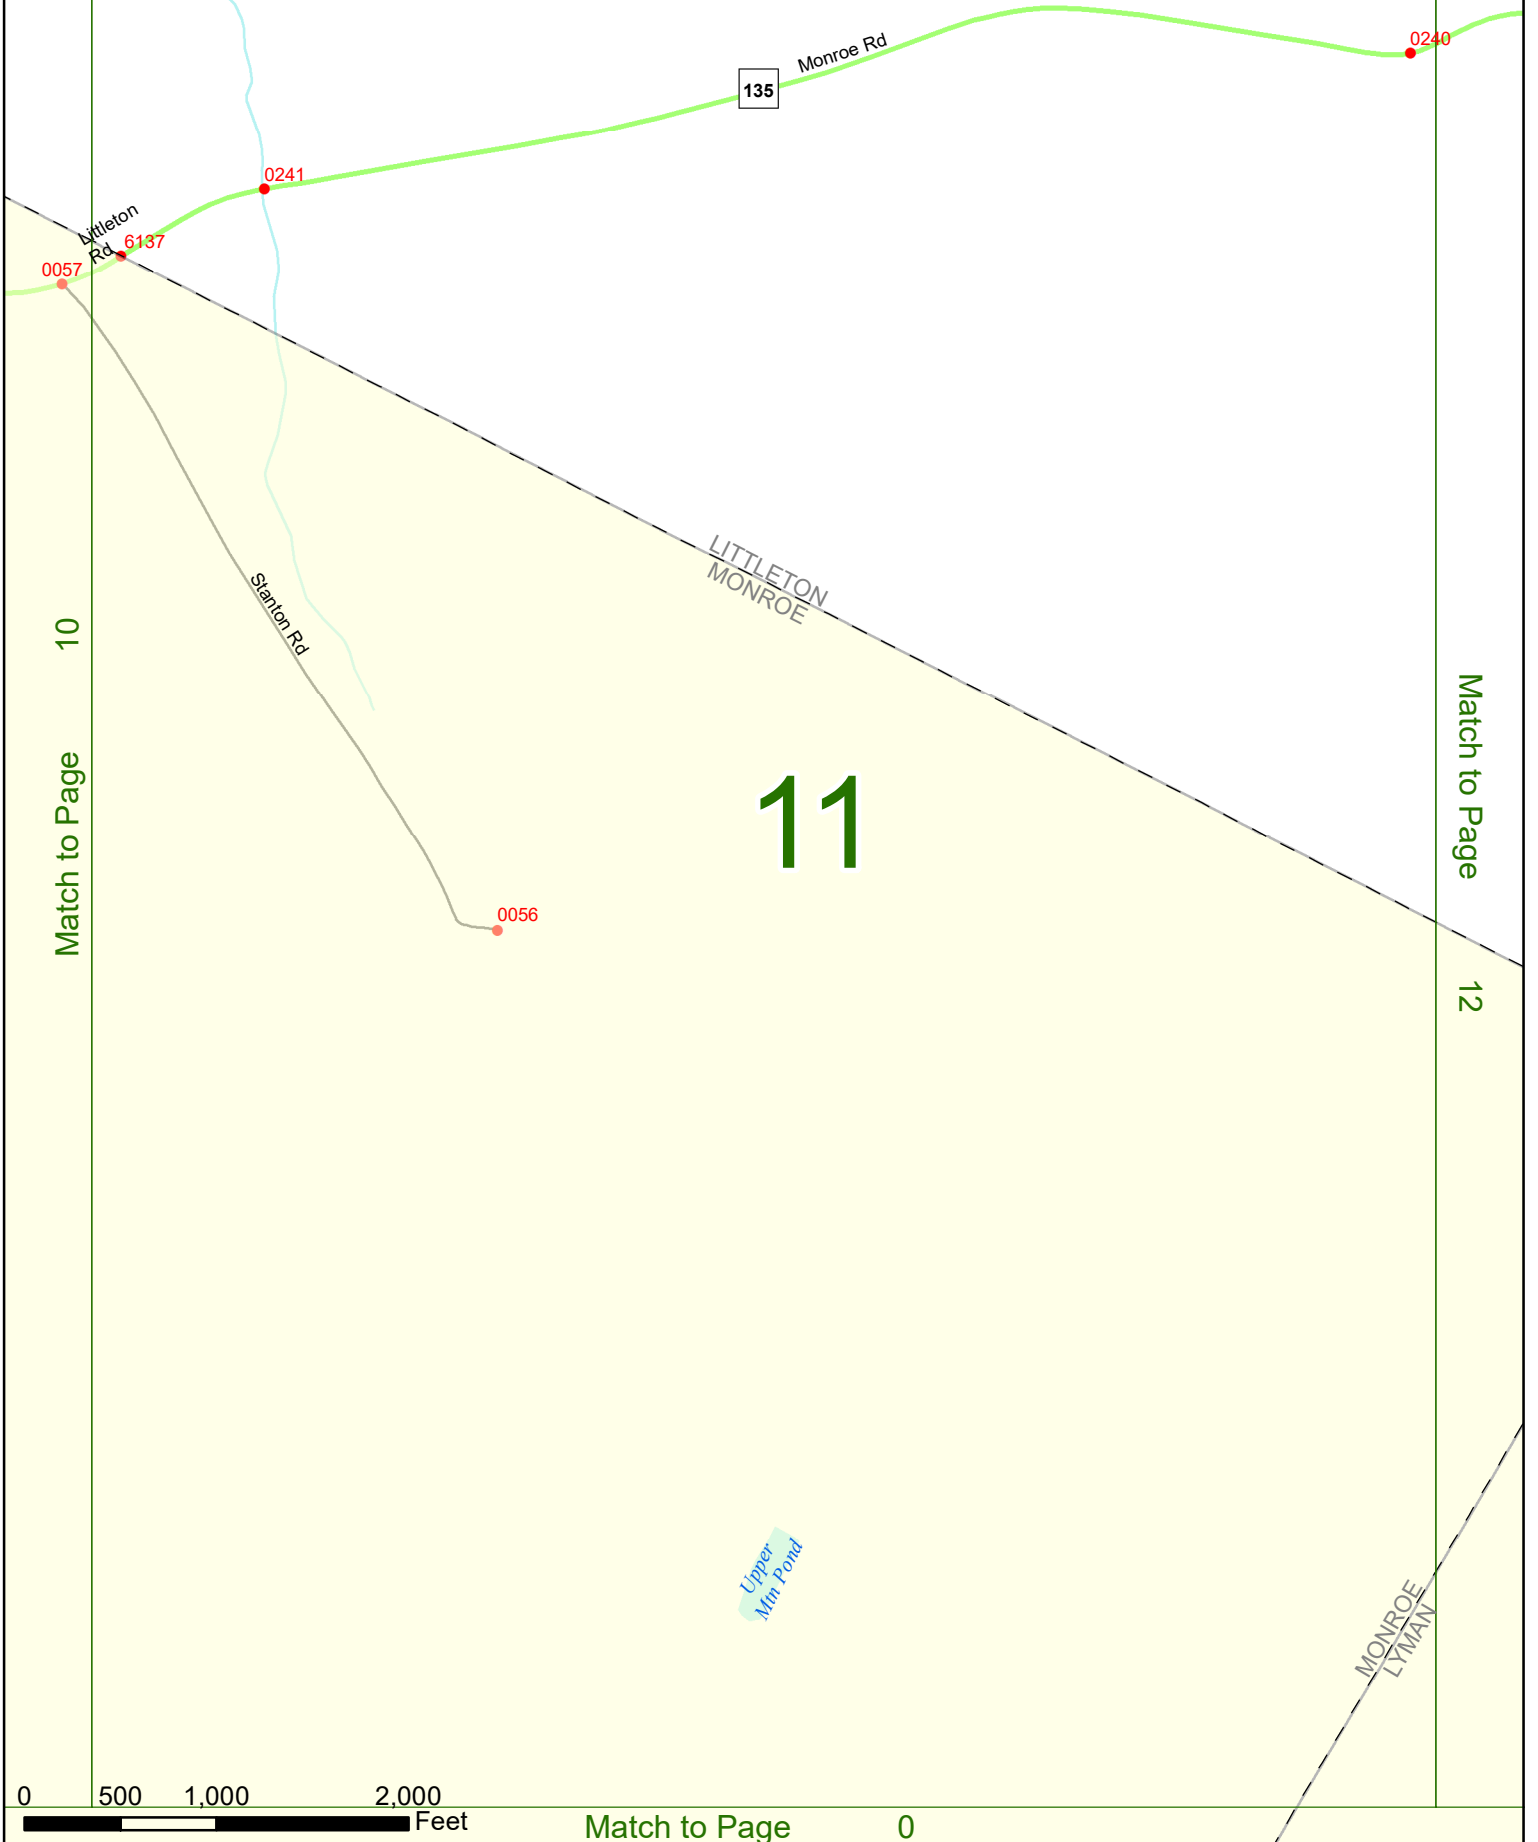 0240
Monroe Rd
135
0241
Littleton
Rd
6137
0057
LITTLETON
MONROE
Stanton Rd
Match to Page 10
Match to Page 12
11
0056
Upper
Mtn Pond
MONROE
LYMAN
0 500 1,000 2,000
Feet
Match to Page 0